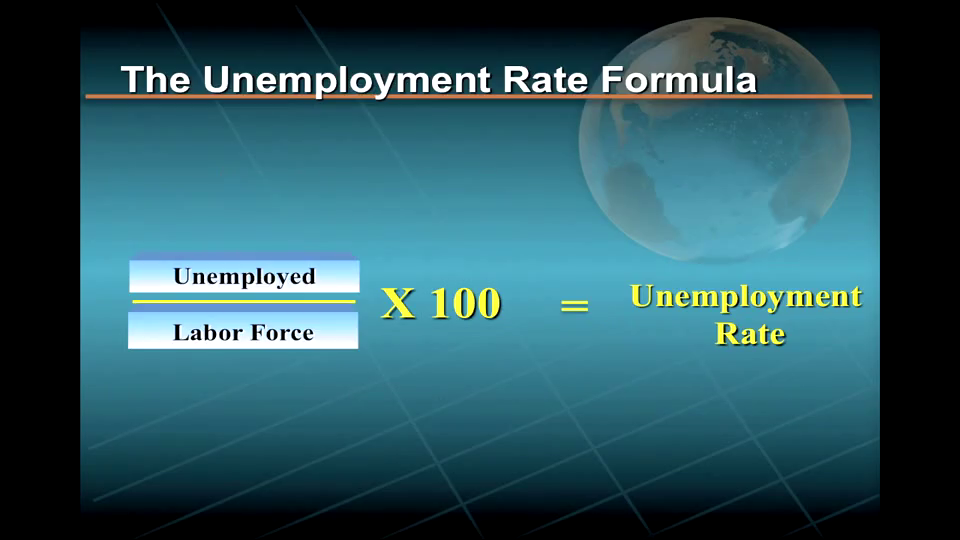 The Unemployment Rate Formula
Unemployed
Labor Force
X 100
=
Unemployment
Rate